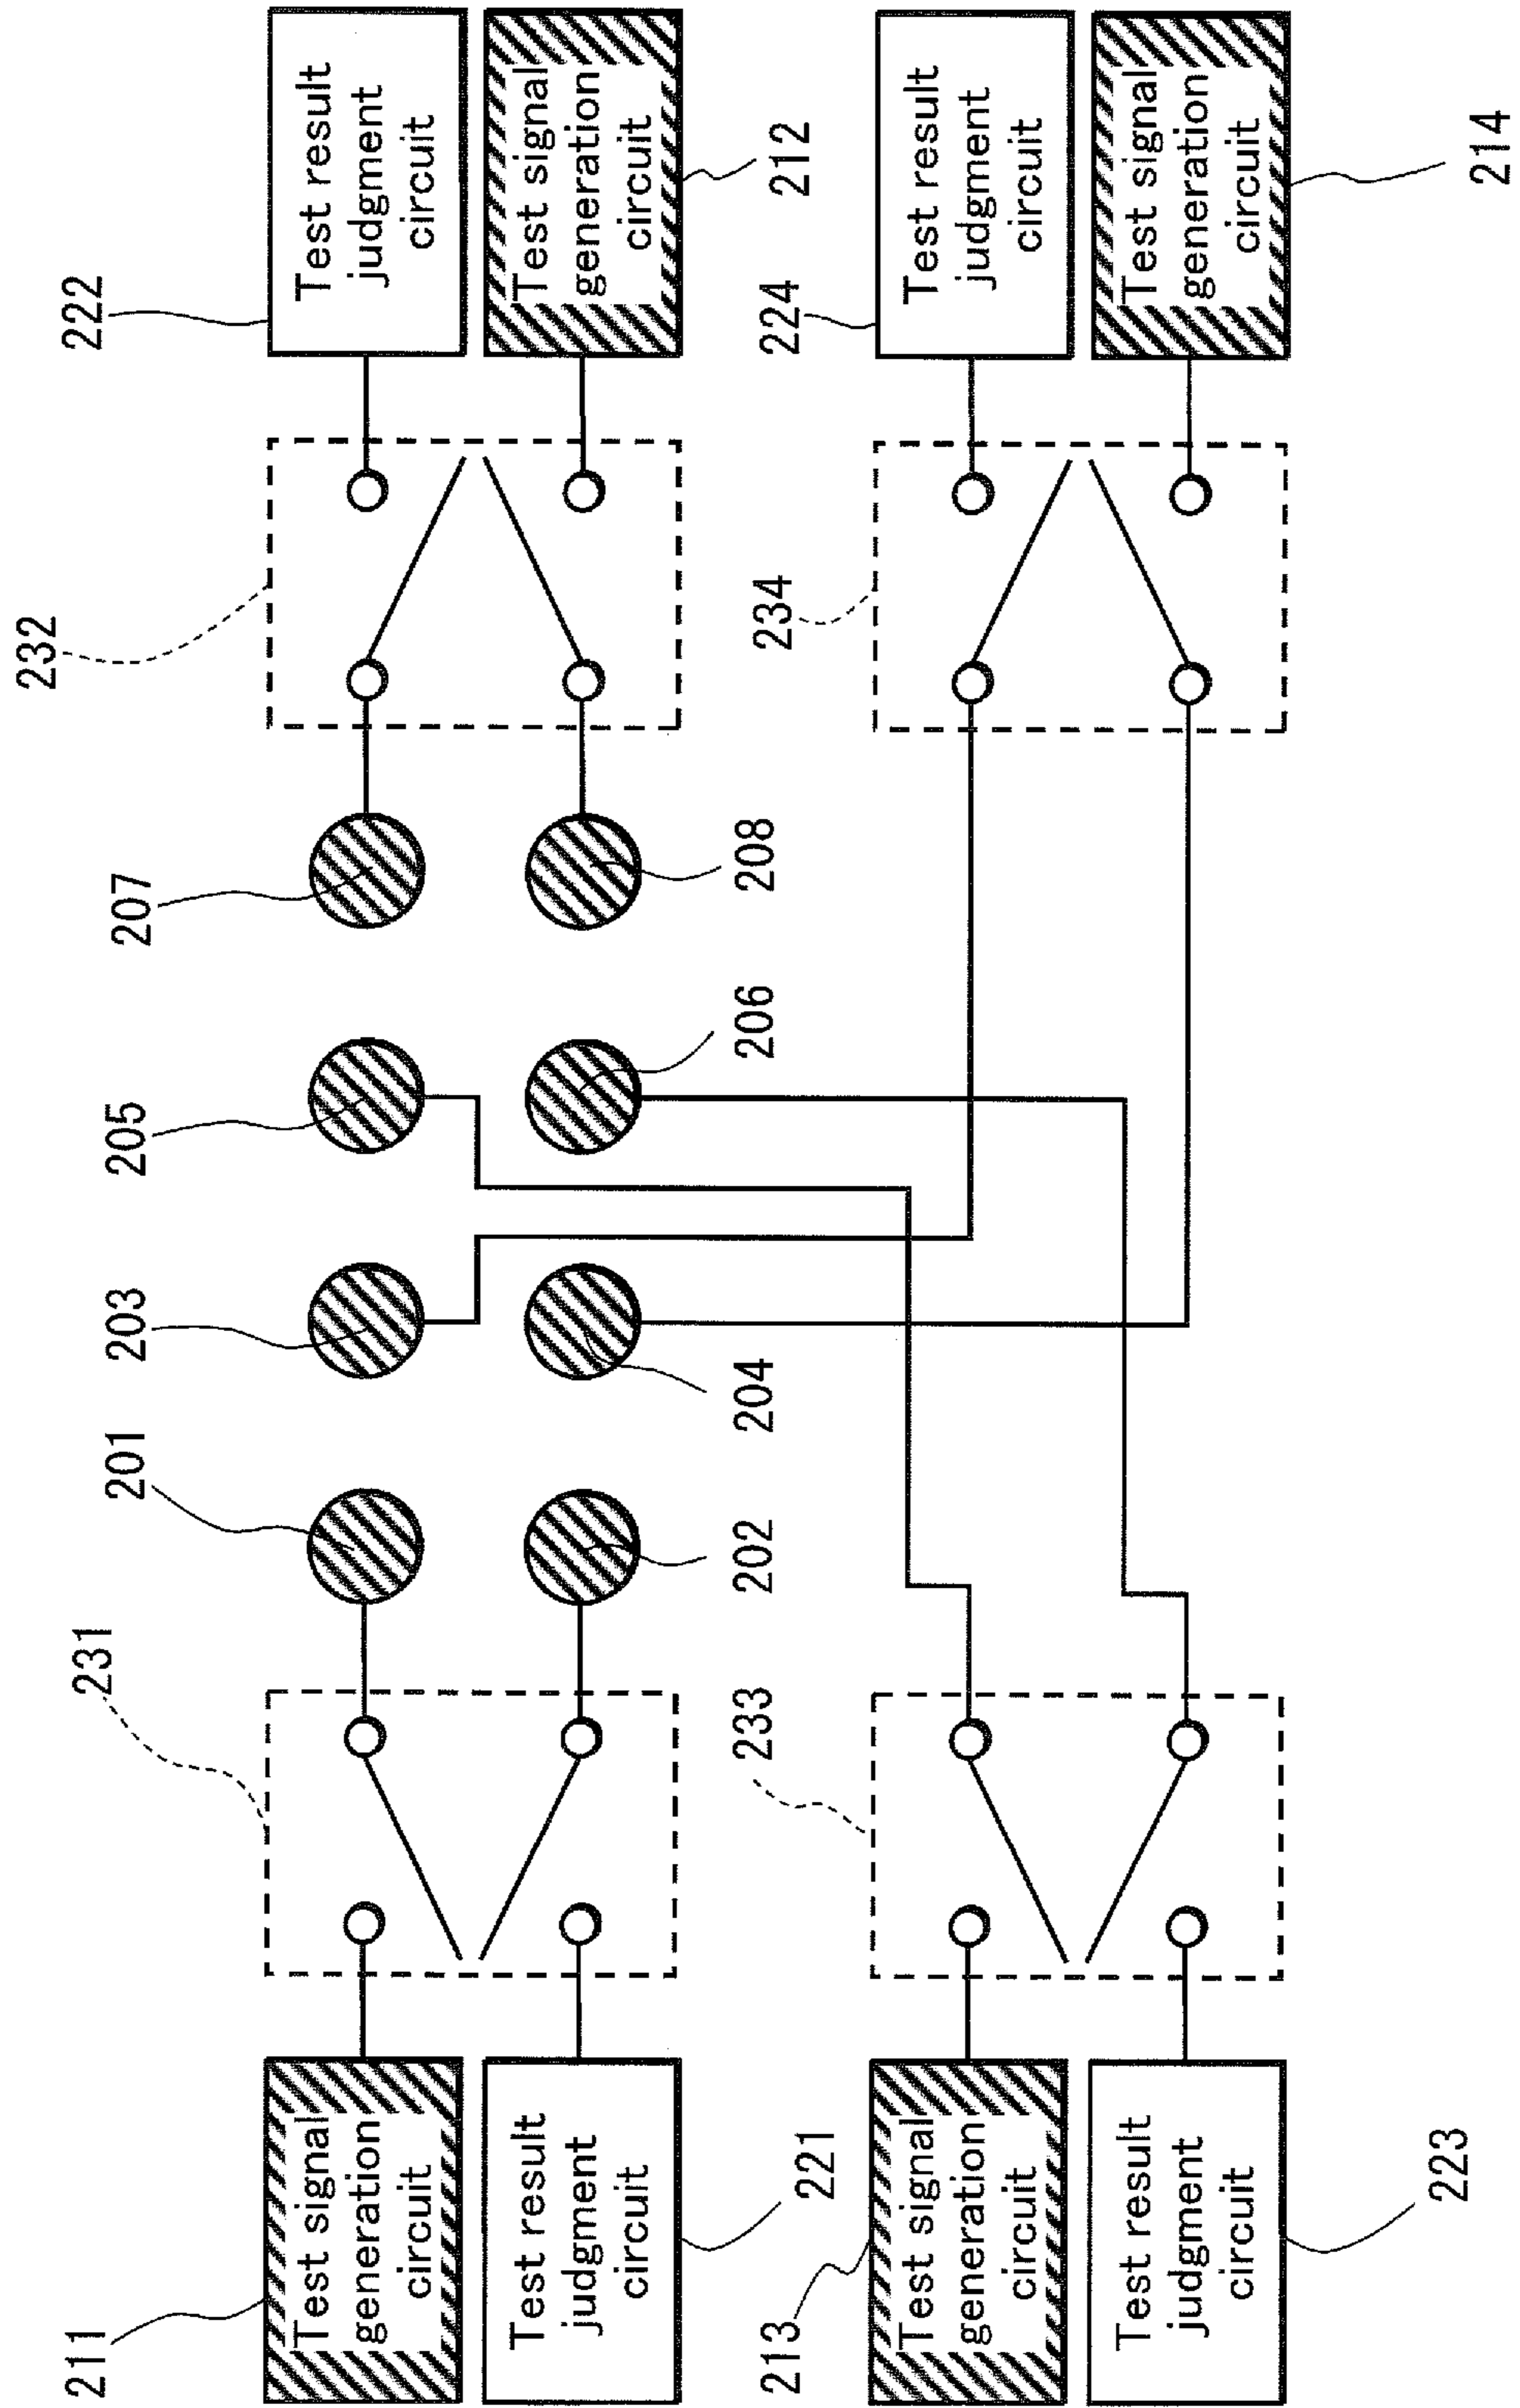 211
Test signal
generation
circuit
231
201
203
205
207
232
222
Test result
judgment
circuit
Test result
judgment
circuit
221
202
204
206
208
Test signal
generation
circuit
212
213
Test signal
generation
circuit
233
234
224
Test result
judgment
circuit
Test result
judgment
circuit
223
Test signal
generation
circuit
214